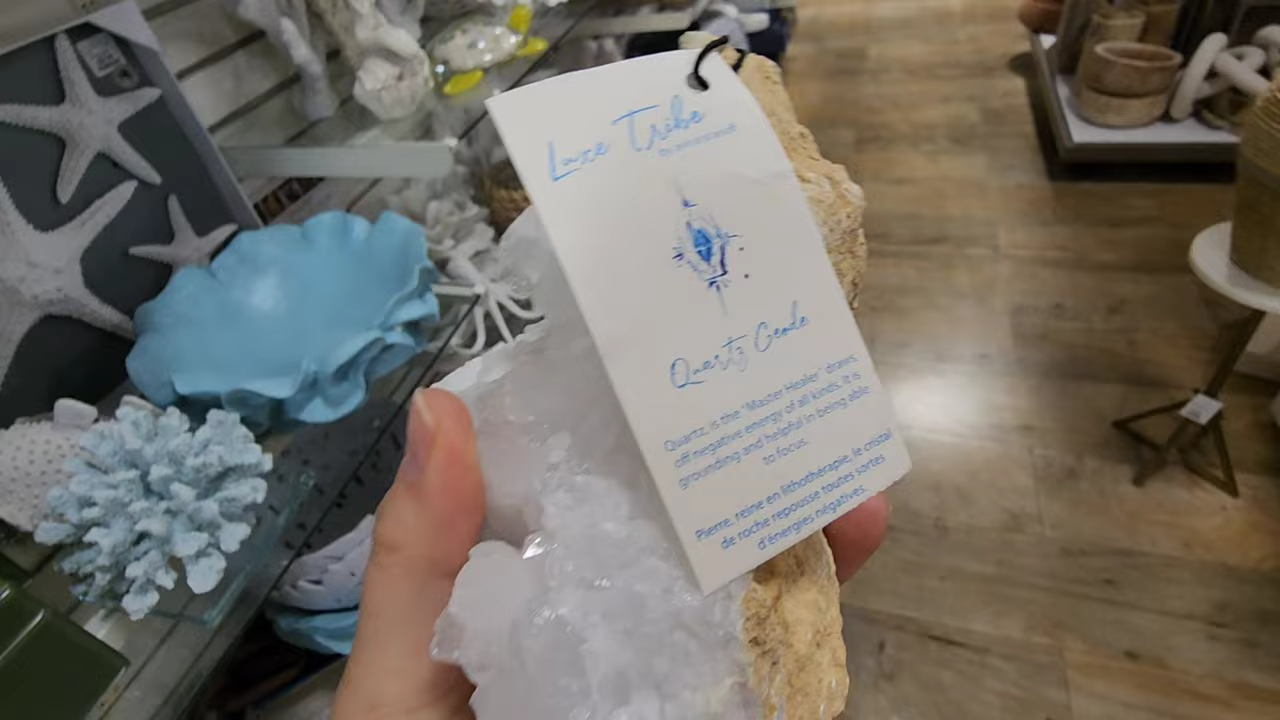 Luxe Tribe
Quartz Geode
Quartz, is the "Master Healer" draws
off negative energy of all kinds. It is
grounding and helpful in being able
to focus.
Pierre, reine en lithothérapie, le cristal
de roche repousse toutes sortes
d'énergies négatives.